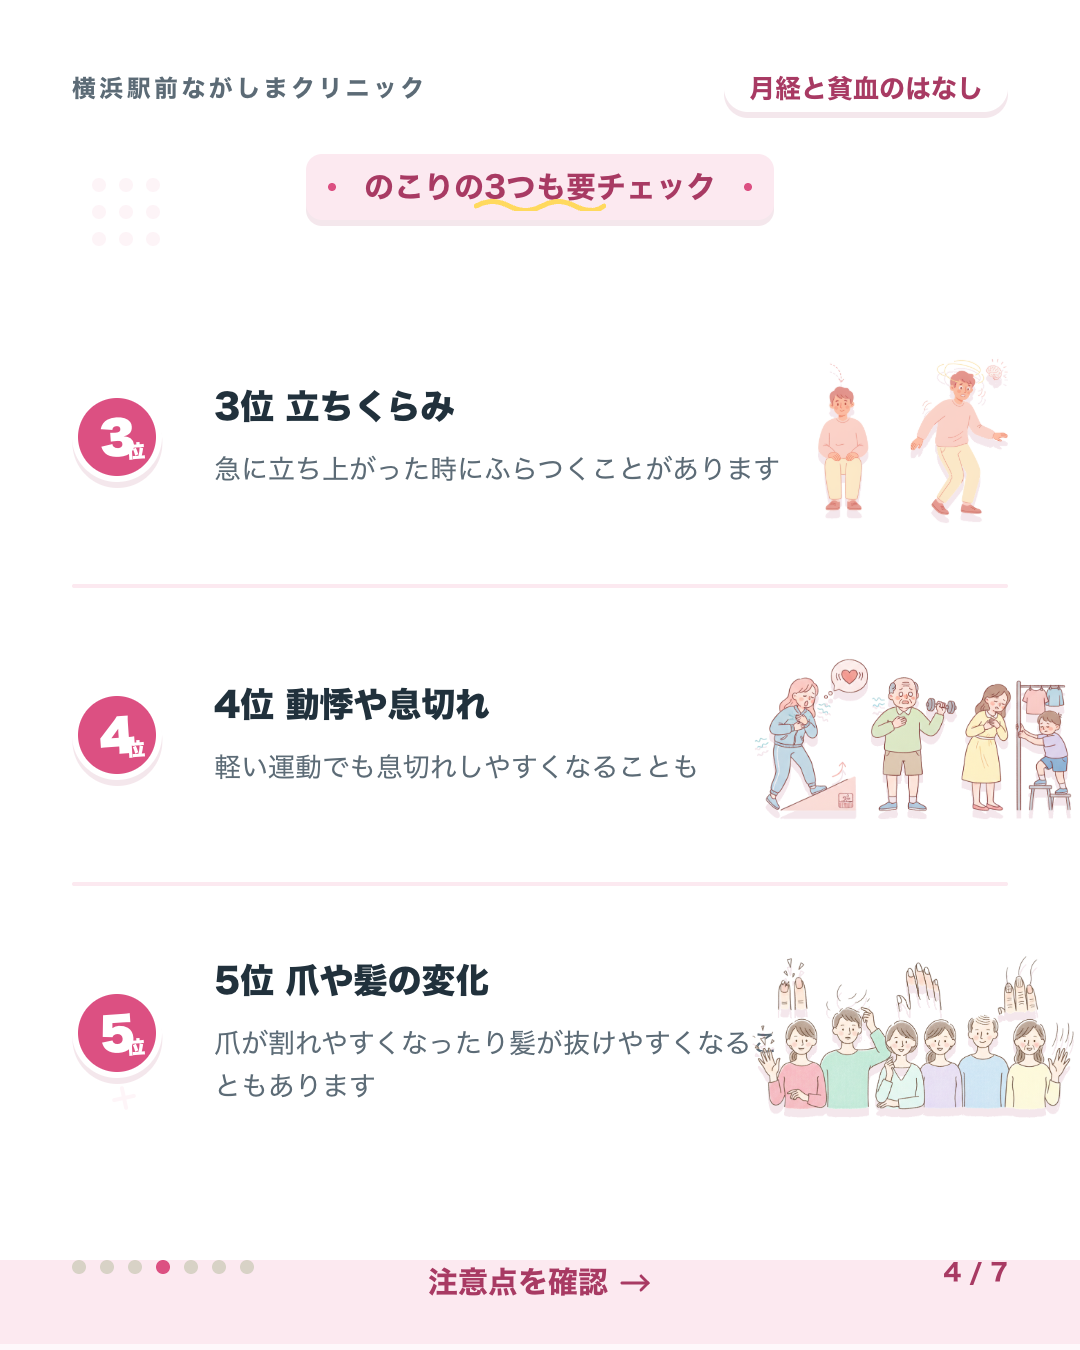 横浜駅前ながしまクリニック
月経と貧血のはなし
のこりの3つも要チェック
3位
3位 立ちくらみ
急に立ち上がった時にふらつくことがあります
4位
4位 動悸や息切れ
軽い運動でも息切れしやすくなることも
5位
5位 爪や髪の変化
爪が割れやすくなったり髪が抜けやすくなるこ
ともあります
注意点を確認 →
4 / 7